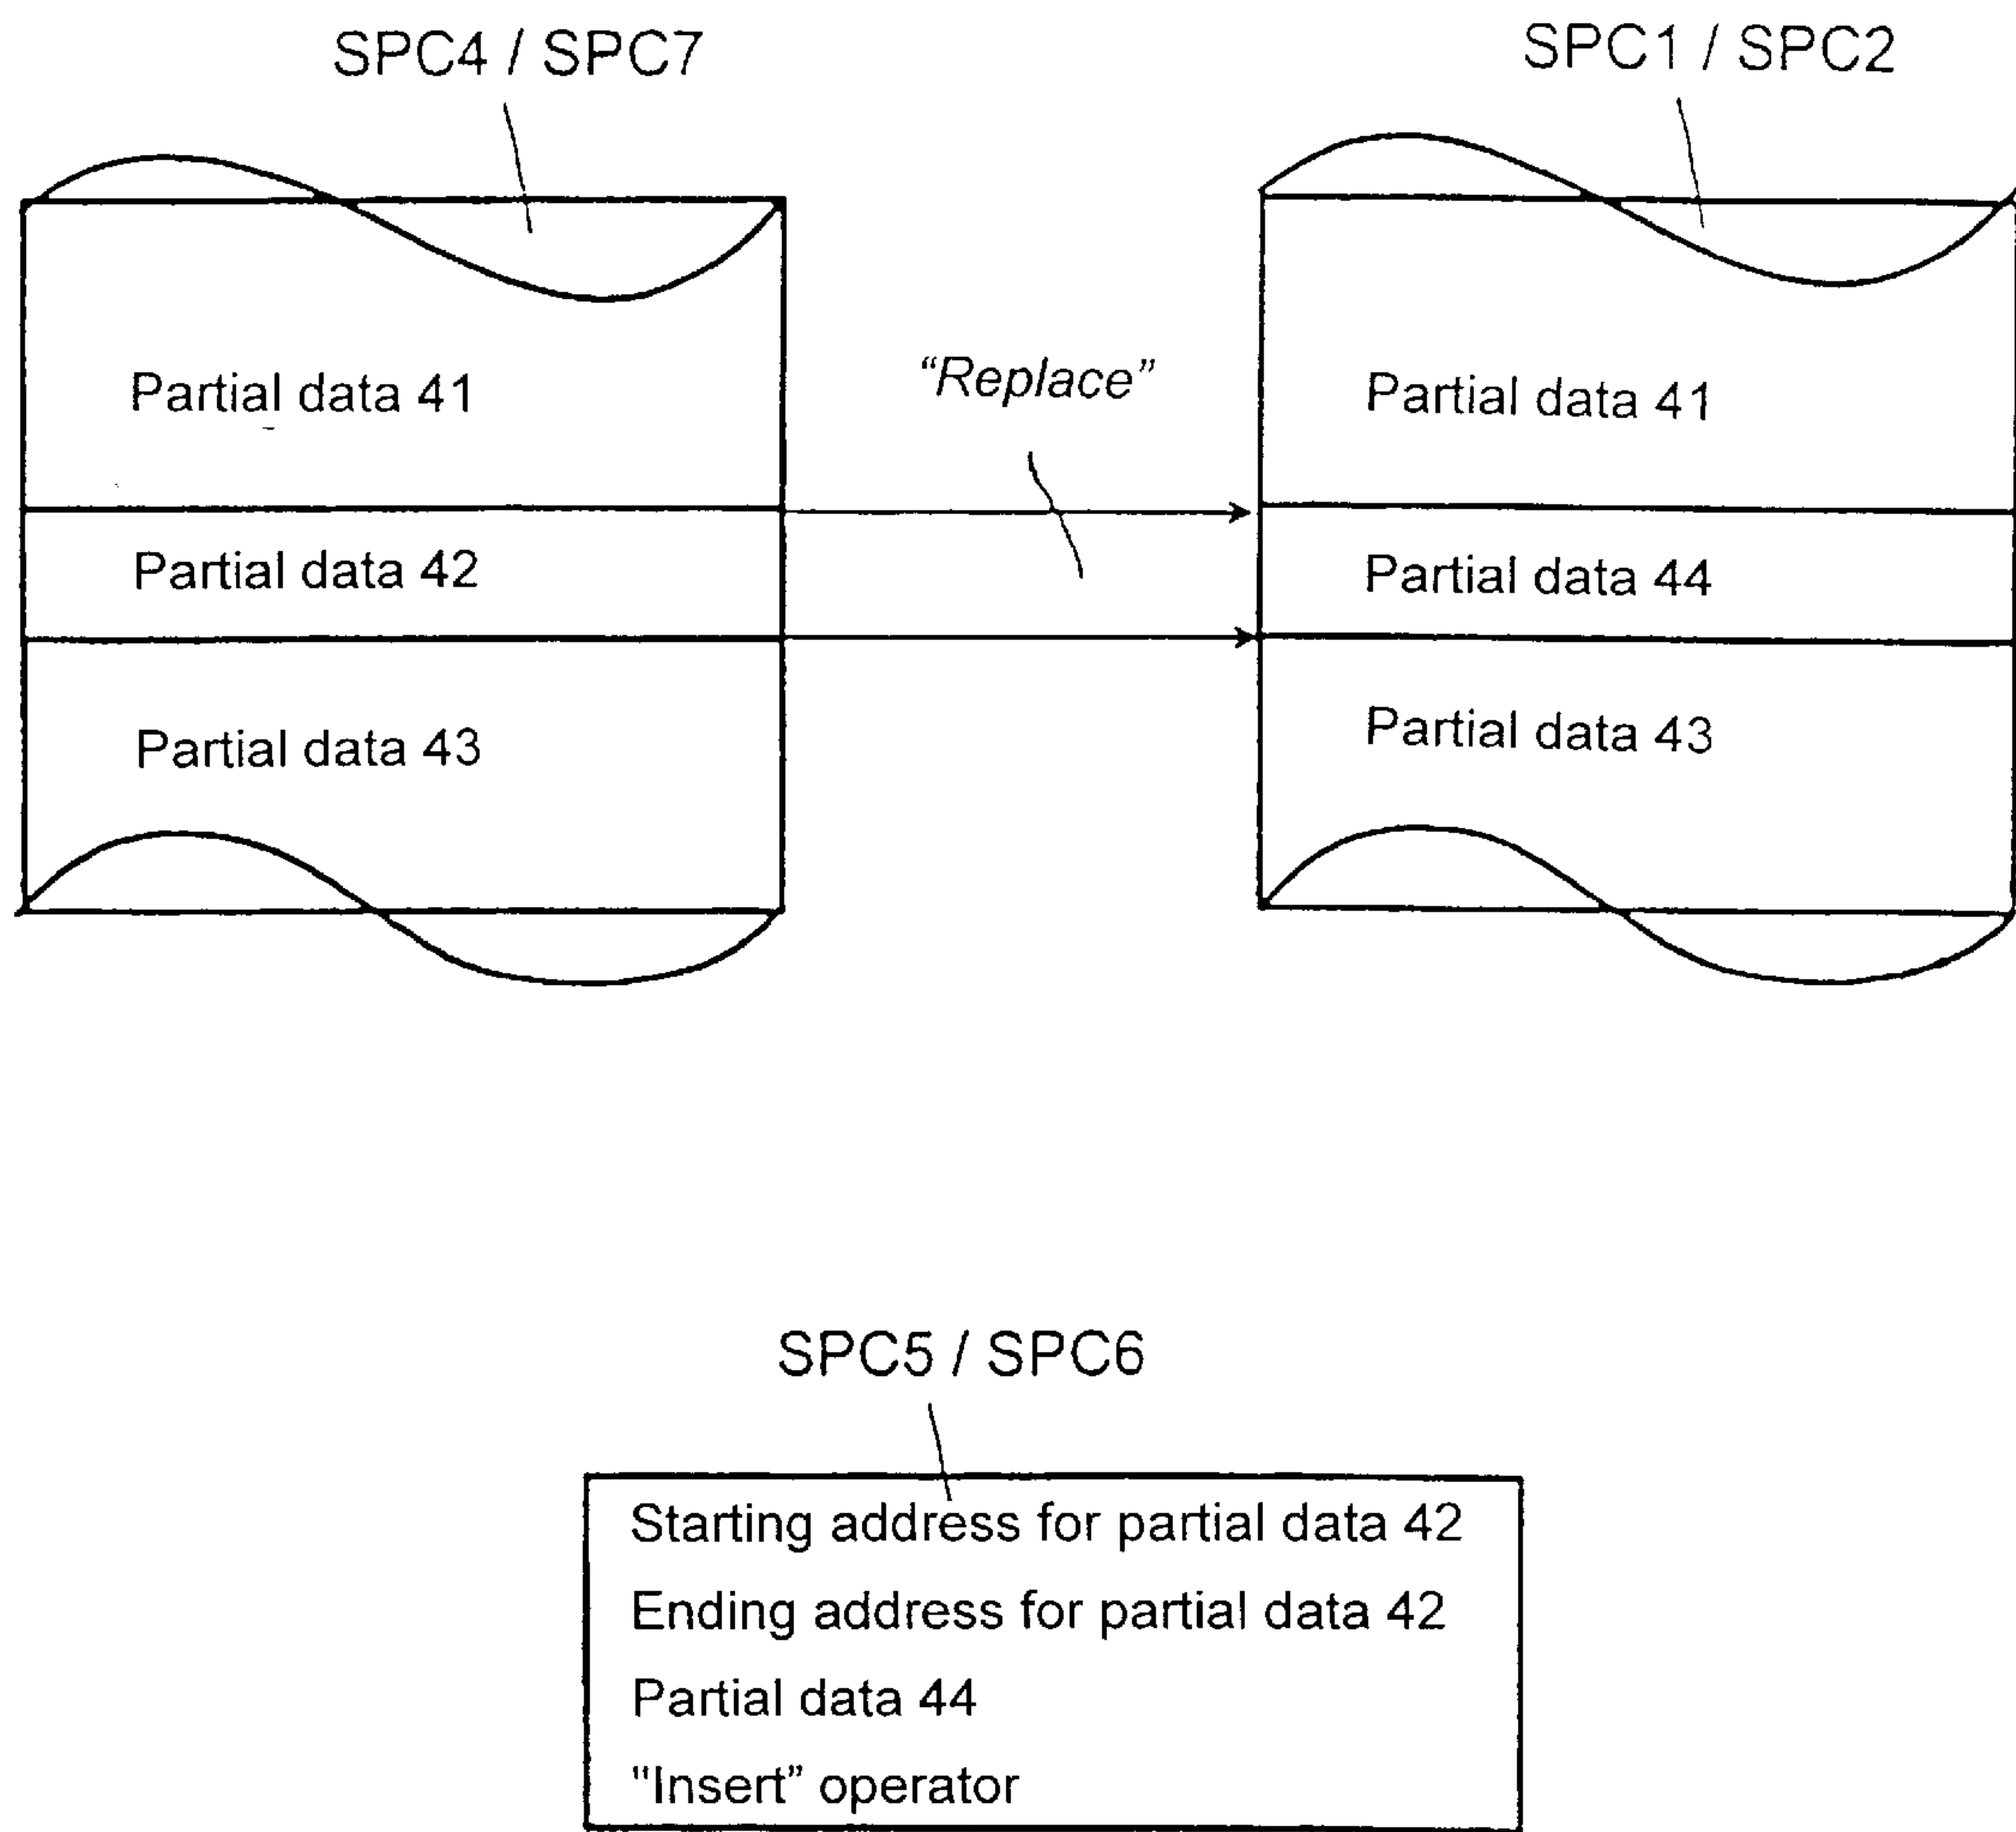 SPC4 / SPC7
SPC1 / SPC2
Partial data 41
“Replace”
Partial data 41
Partial data 42
Partial data 44
Partial data 43
Partial data 43
SPC5 / SPC6
Starting address for partial data 42
Ending address for partial data 42
Partial data 44
"Insert” operator